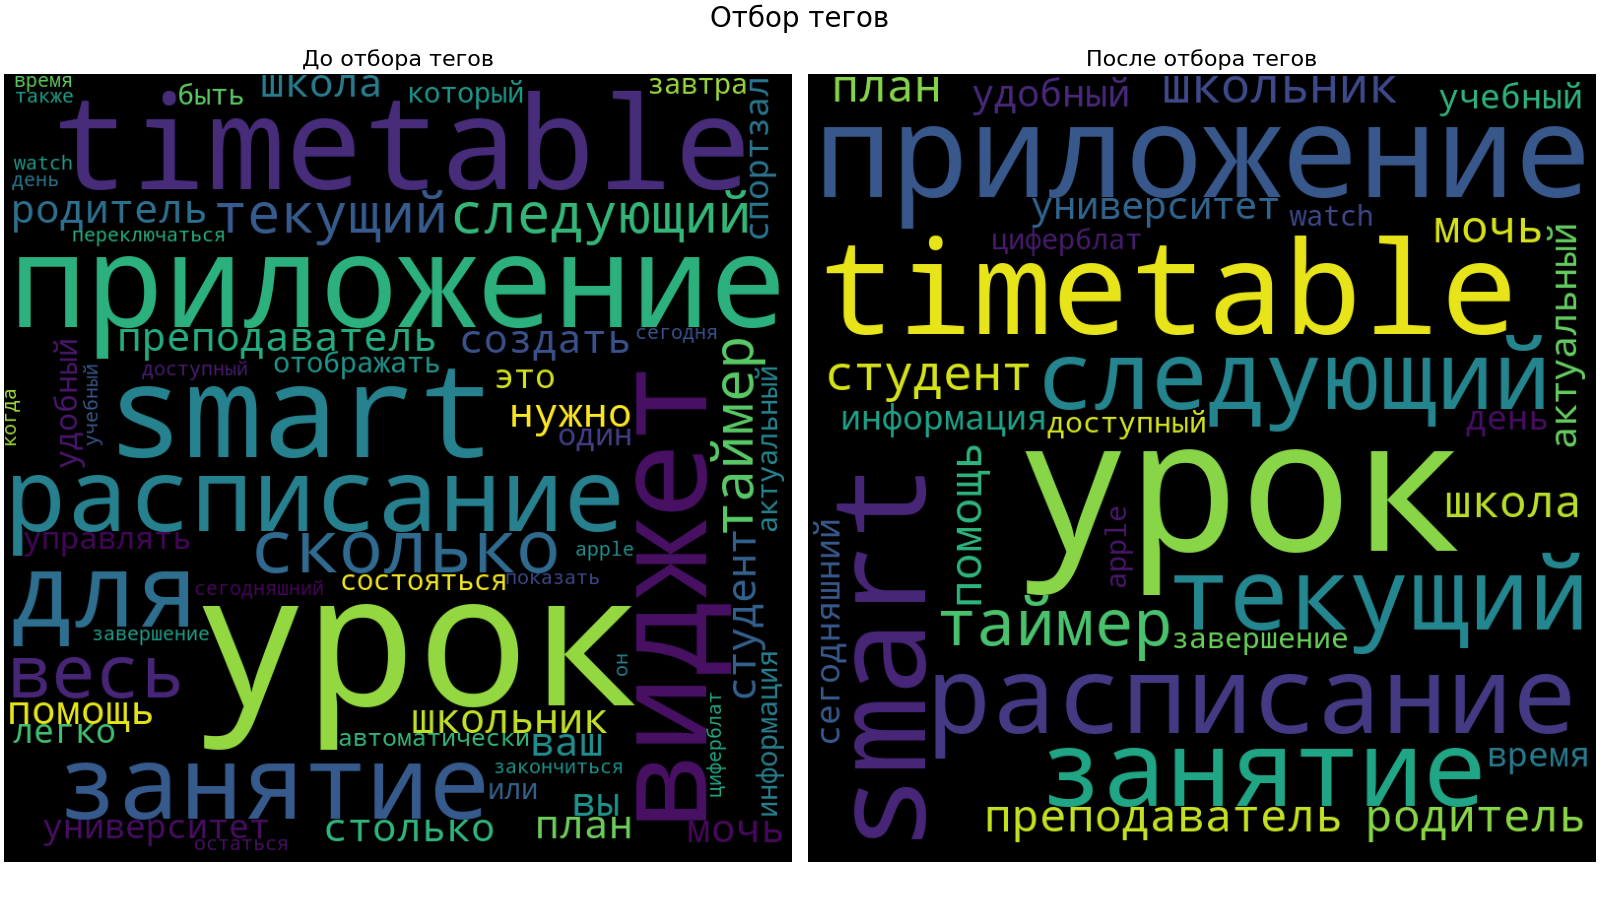 Отбор тегов
До отбора тегов
время
также
быть
школа
который
завтра
timetable
спортзал
watch
день
родитель
текущий
следующий
переключаться
приложение
преподаватель
создать
сегодня
отображать
доступный
удобный
учебный
когда
smart
это
нужно
один
таймер
актуальный
виджет
расписание
управлять
сколько
apple
состояться
показать
сегодняшний
для
завершение
студент
урок
он
весь
помощь
легко
школьник
автоматически
ваш
закончиться
или
вы
занятие
циферблат
информация
университет
остаться
столько
план
мочь
После отбора тегов
план
удобный
школьник
учебный
приложение
университет
watch
мочь
циферблат
timetable
актуальный
студент
следующий
информация
доступный
день
урок
помощь
apple
школа
smart
сегодняшний
текущий
таймер
завершение
расписание
занятие
время
преподаватель
родитель